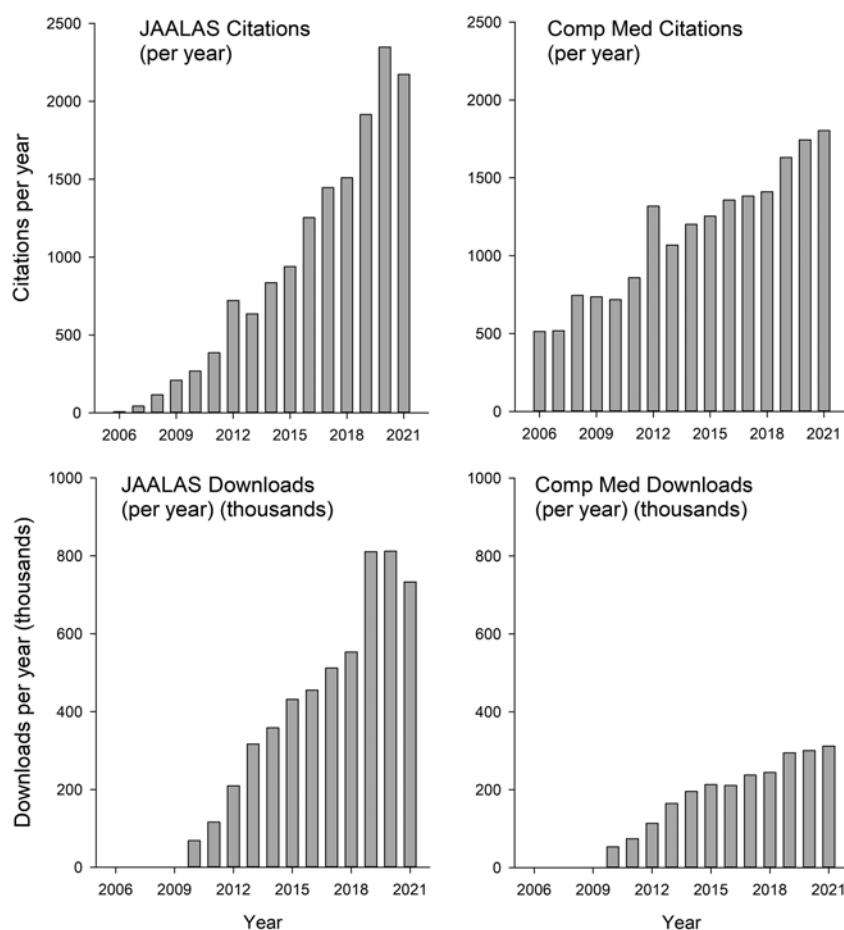 JAALAS Citations
(per year)
Citations per year
2500
2000
1500
1000
500
0
2006 2009 2012 2015 2018 2021
Comp Med Citations
(per year)
2500
2000
1500
1000
500
0
2006 2009 2012 2015 2018 2021
JAALAS Downloads
(per year) (thousands)
Downloads per year (thousands)
1000
800
600
400
200
0
2006 2009 2012 2015 2018 2021
Year
Comp Med Downloads
(per year) (thousands)
1000
800
600
400
200
0
2006 2009 2012 2015 2018 2021
Year